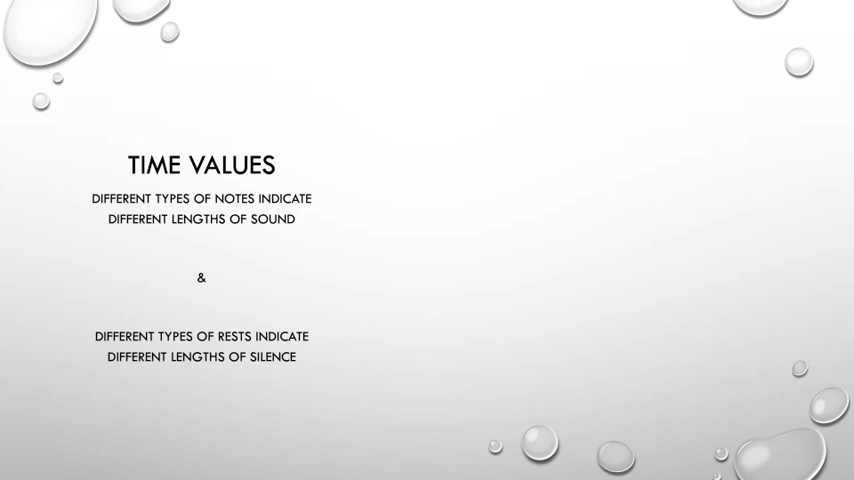 TIME VALUES
DIFFERENT TYPES OF NOTES INDICATE
DIFFERENT LENGTHS OF SOUND
&
DIFFERENT TYPES OF RESTS INDICATE
DIFFERENT LENGTHS OF SILENCE